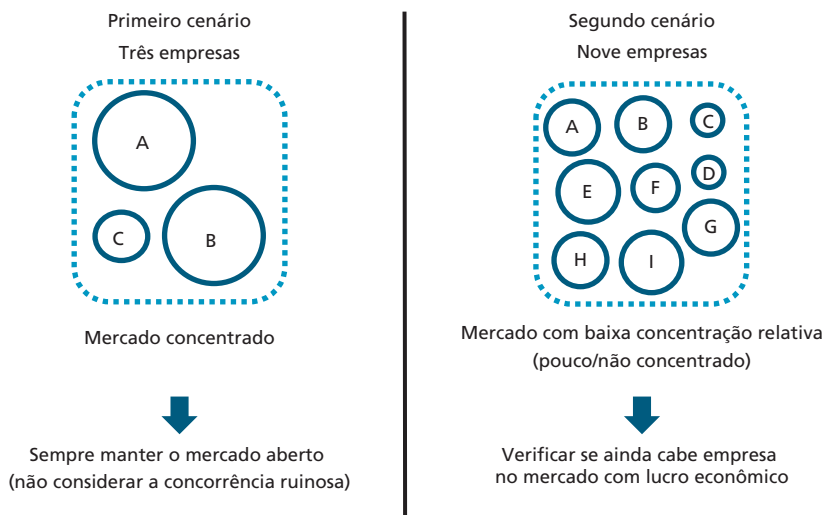 Primeiro cenário
Três empresas
A
C
B
Mercado concentrado
Sempre manter o mercado aberto
(não considerar a concorrência ruinosa)
Segundo cenário
Nove empresas
A
B
C
D
E
F
G
H
I
Mercado com baixa concentração relativa
(pouco/não concentrado)
Verificar se ainda cabe empresa
no mercado com lucro econômico